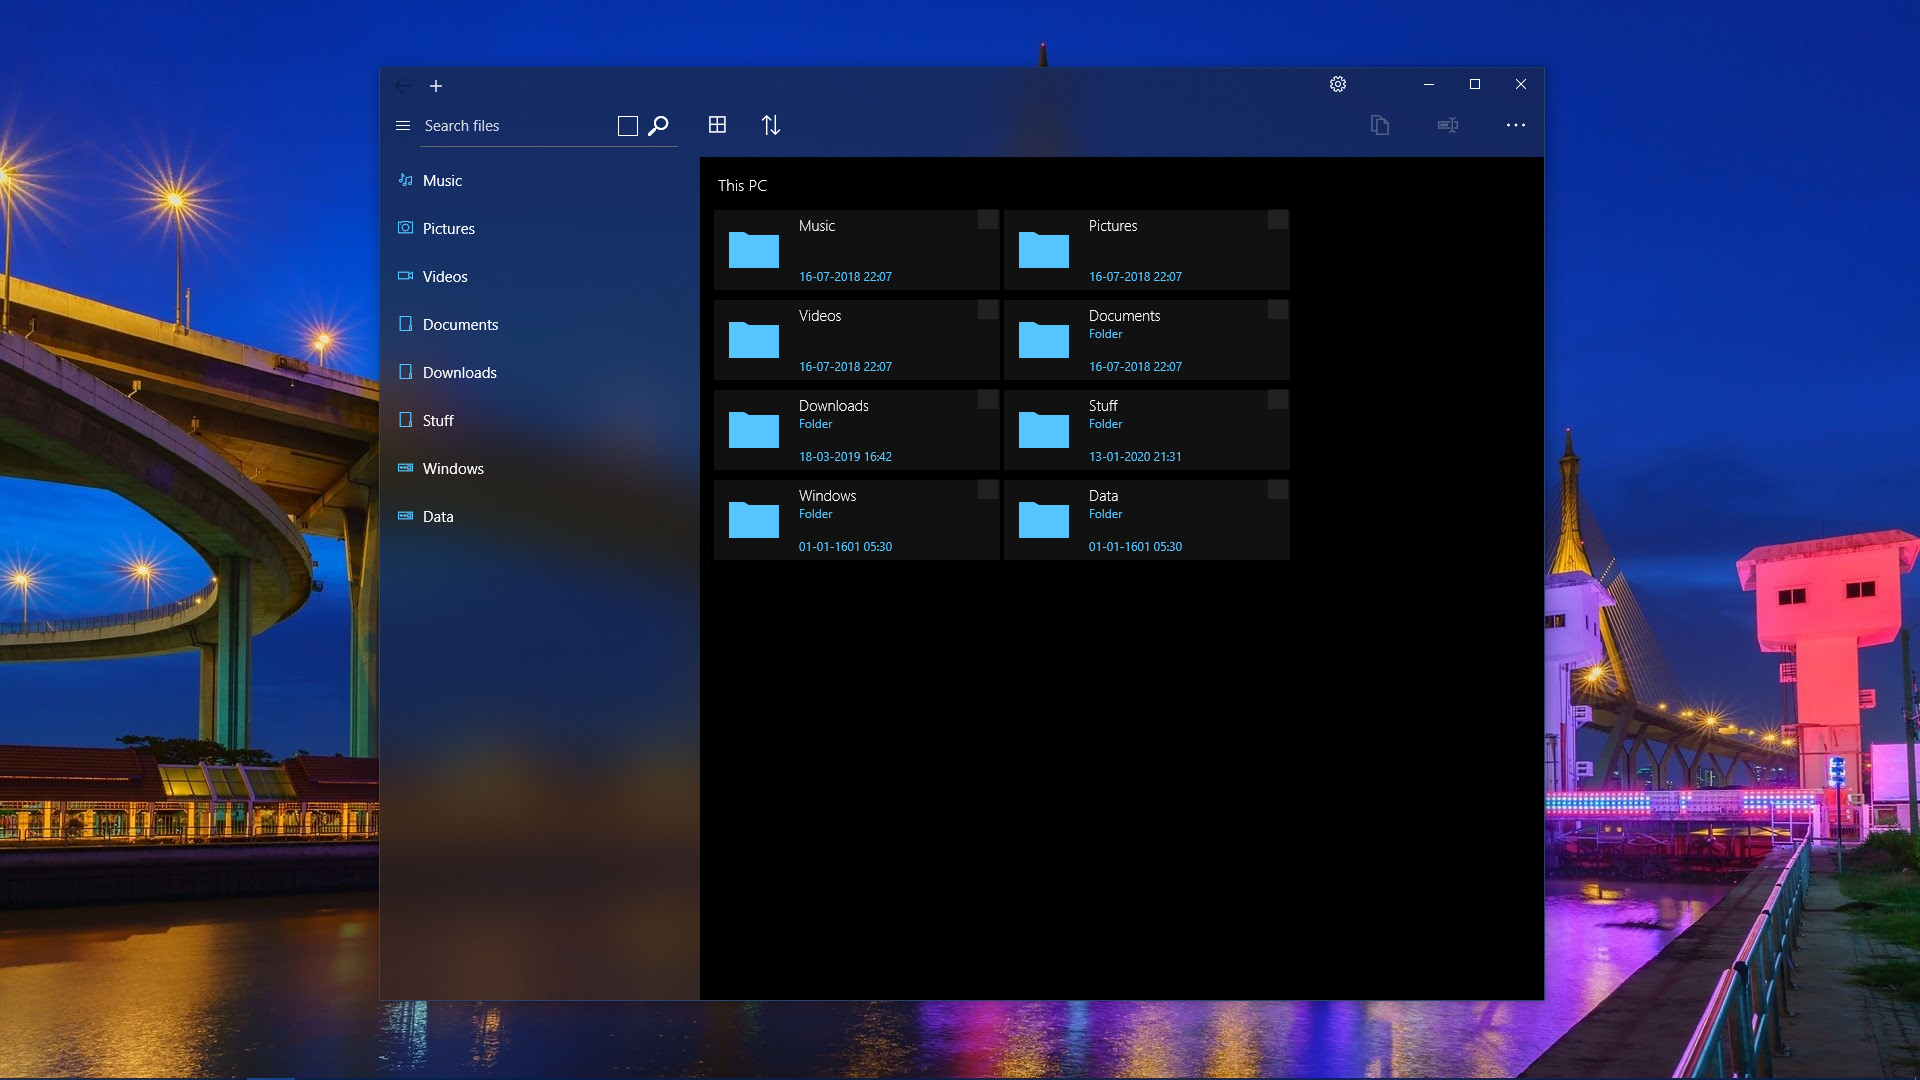 Search files
Music
Pictures
Videos
Documents
Downloads
Stuff
Windows
Data
This PC
Music
16-07-2018 22:07
Pictures
16-07-2018 22:07
Videos
16-07-2018 22:07
Documents
Folder
16-07-2018 22:07
Downloads
Folder
18-03-2019 16:42
Stuff
Folder
13-01-2020 21:31
Windows
Folder
01-01-1601 05:30
Data
Folder
01-01-1601 05:30